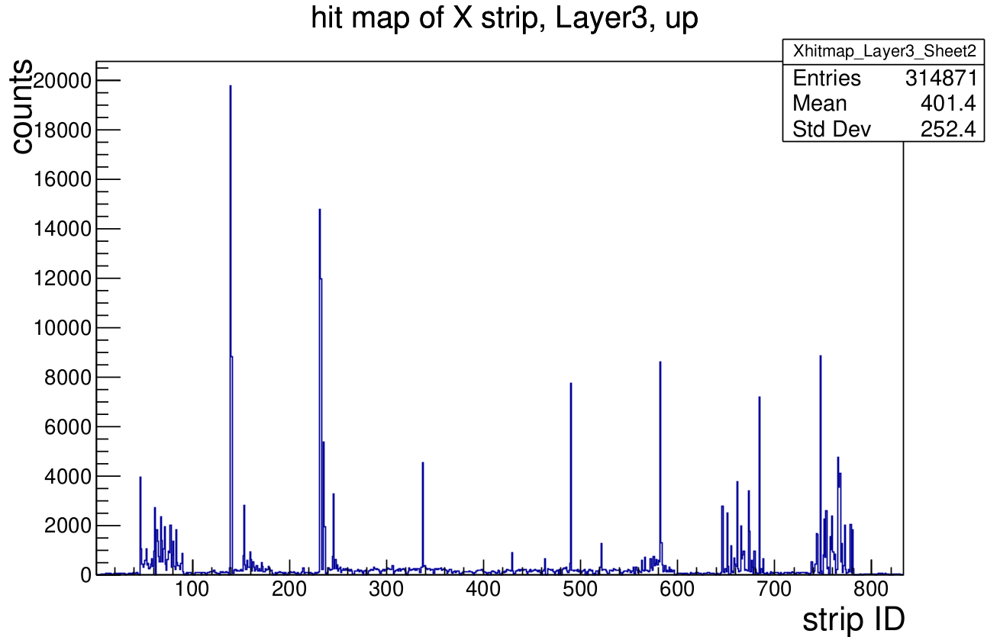 hit map of X strip, Layer3, up
Xhitmap_Layer3_Sheet2
Entries 314871
Mean 401.4
Std Dev 252.4
counts
20000
18000
16000
14000
12000
10000
8000
6000
4000
2000
0
100 200 300 400 500 600 700 800
strip ID